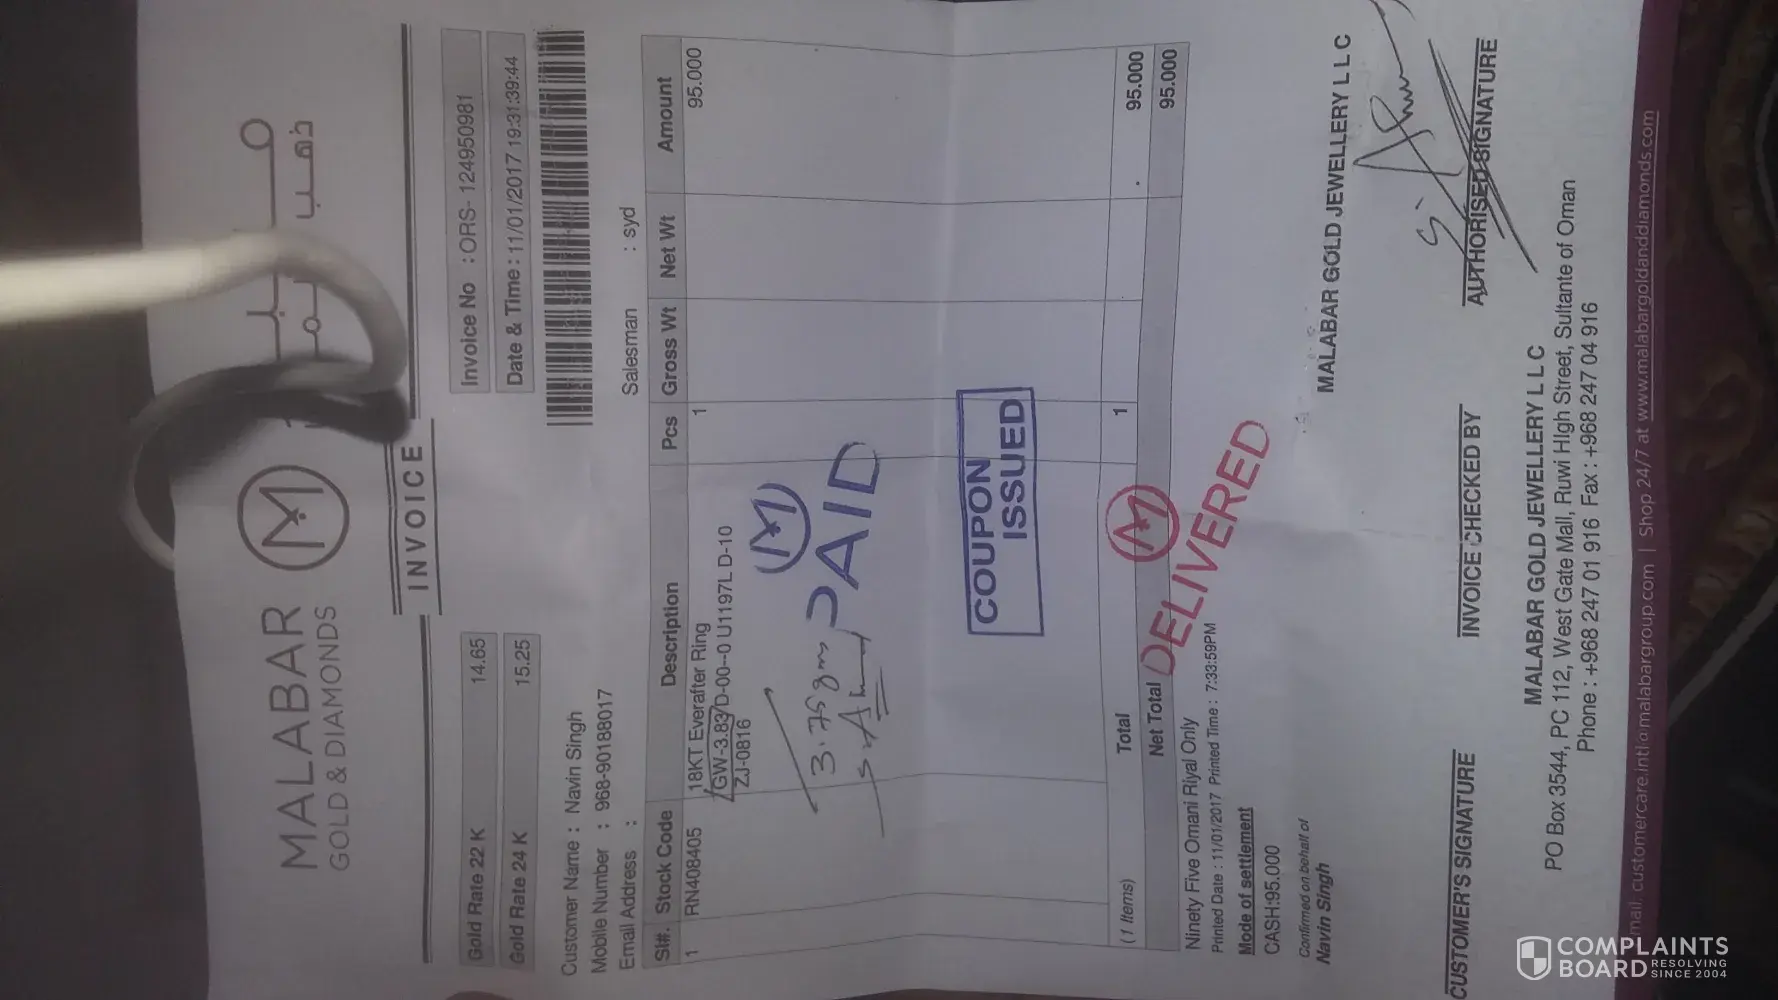 MALABAR
GOLD & DIAMONDS
INVOICE
Gold Rate 22 K 14.65
Gold Rate 24 K 15.25
Invoice No : ORS- 124950981
Date & Time : 11/01/2017 19:31:39:44
Customer Name : Navin Singh
Mobile Number : 968-90188017
Email Address :
Salesman : syd
Sl#. Stock Code Description Pcs Gross Wt Net Wt Amount
1 RN408405 18KT Everafter Ring 1 95.000
GW-3.83/D-00--0 U1197L D-10
ZJ-0816
3.75 gm
PAID
COUPON
ISSUED
(1 Items) Total 1 95.000
Net Total 95.000
DELIVERED
Ninety Five Omani Riyal Only
Printed Date : 11/01/2017 Printed Time : 7:33:59PM
Mode of settlement
CASH:95.000
Confirmed on behalf of
Navin Singh
MALABAR GOLD JEWELLERY L L C
CUSTOMER'S SIGNATURE INVOICE CHECKED BY AUTHORISED SIGNATURE
MALABAR GOLD JEWELLERY L L C
PO Box 3544, PC 112, West Gate Mall, Ruwi High Street, Sultante of Oman
Phone : +968 247 01 916 Fax : +968 247 04 916
mail: customercare.intl@malabargroup.com | Shop 24/7 at www.malabargoldanddiamonds.com
COMPLAINTS
BOARD RESOLVING
SINCE 2004